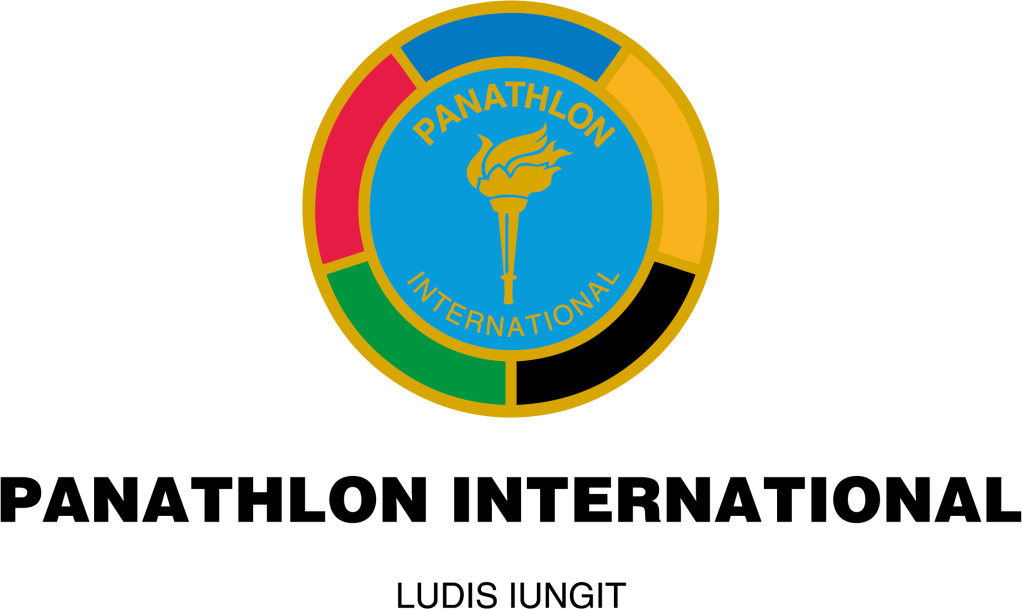 PANATHLON
INTERNATIONAL
PANATHLON INTERNATIONAL
LUDIS IUNGIT